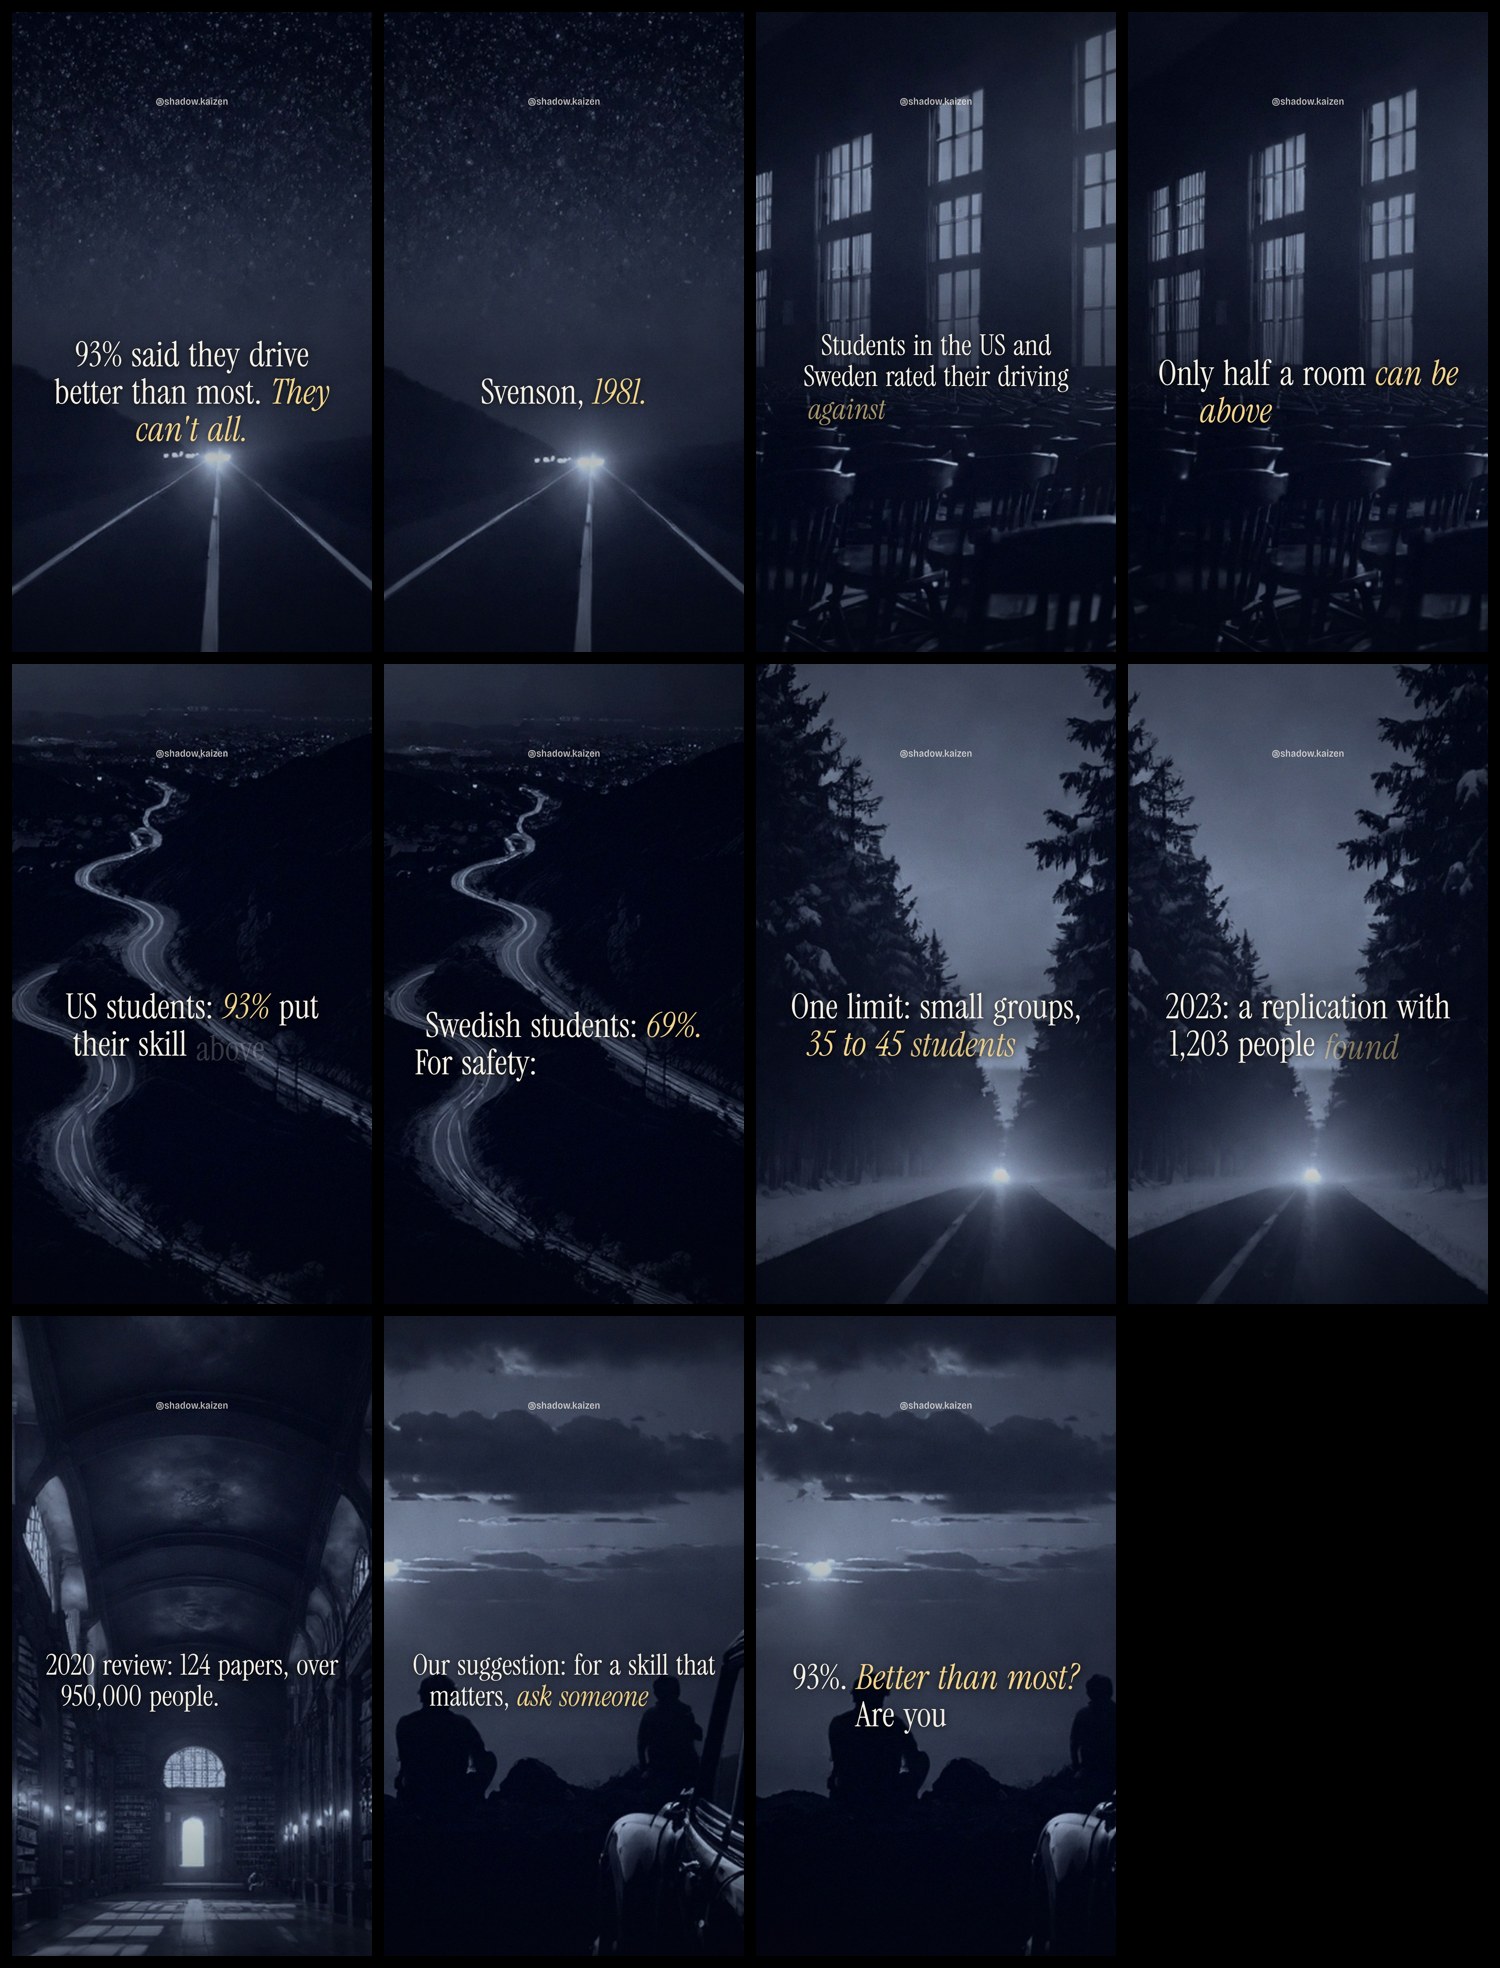 @shadow.kaizen
93% said they drive
better than most. They
can't all.
@shadow.kaizen
Svenson, 1981.
@shadow.kaizen
Students in the US and
Sweden rated their driving
against
@shadow.kaizen
Only half a room can be
above
@shadow.kaizen
US students: 93% put
their skill above
@shadow.kaizen
Swedish students: 69%.
For safety:
@shadow.kaizen
One limit: small groups,
35 to 45 students
@shadow.kaizen
2023: a replication with
1,203 people found
@shadow.kaizen
2020 review: 124 papers, over
950,000 people.
@shadow.kaizen
Our suggestion: for a skill that
matters, ask someone
@shadow.kaizen
93%. Better than most?
Are you